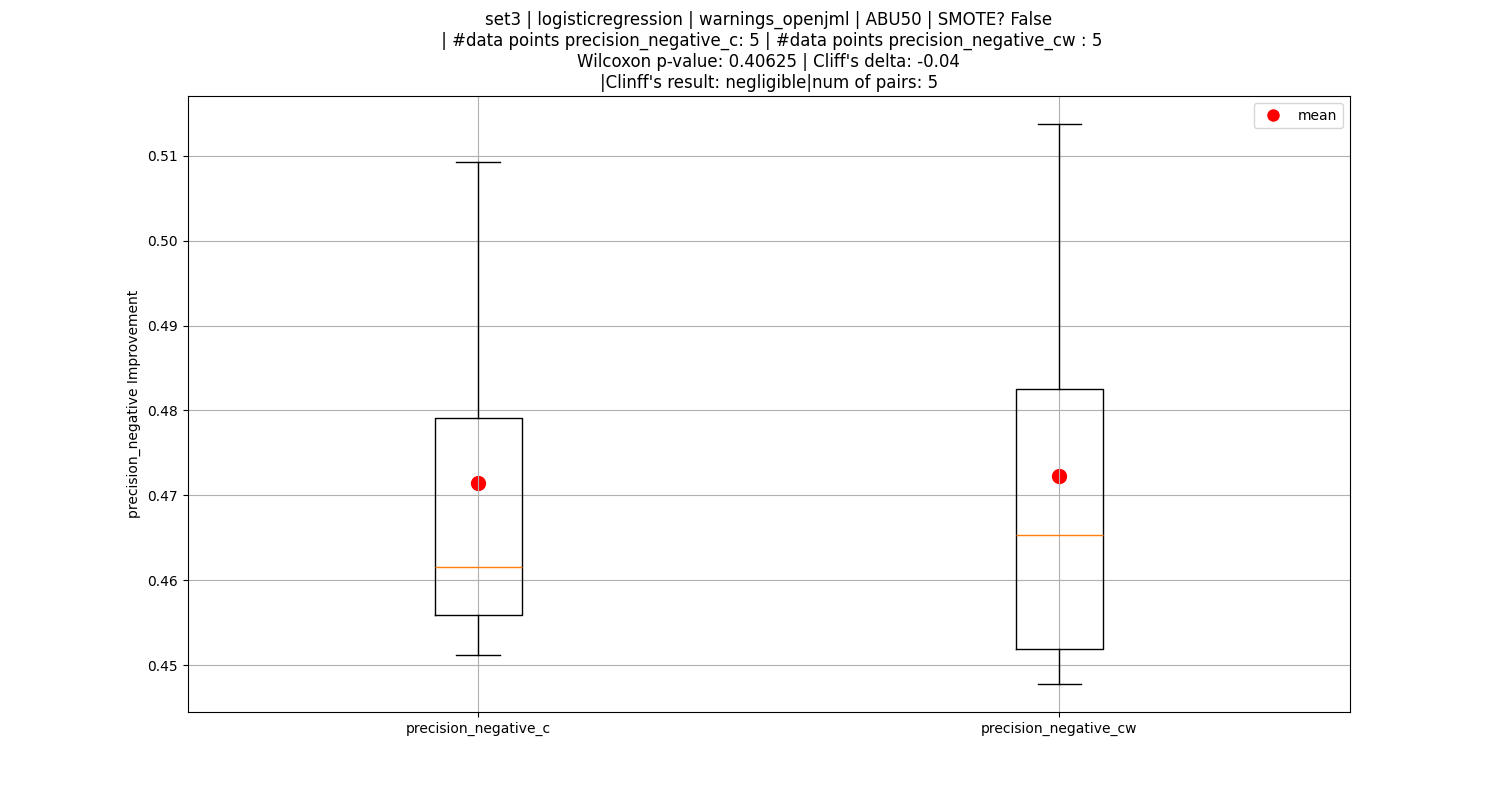 set3 | logisticregression | warnings_openjml | ABU50 | SMOTE? False
| #data points precision_negative_c: 5 | #data points precision_negative_cw : 5
Wilcoxon p-value: 0.40625 | Cliff's delta: -0.04
|Clinff's result: negligible|num of pairs: 5
mean
0.51
0.50
0.49
0.48
0.47
0.46
0.45
precision_negative Improvement
precision_negative_c
precision_negative_cw